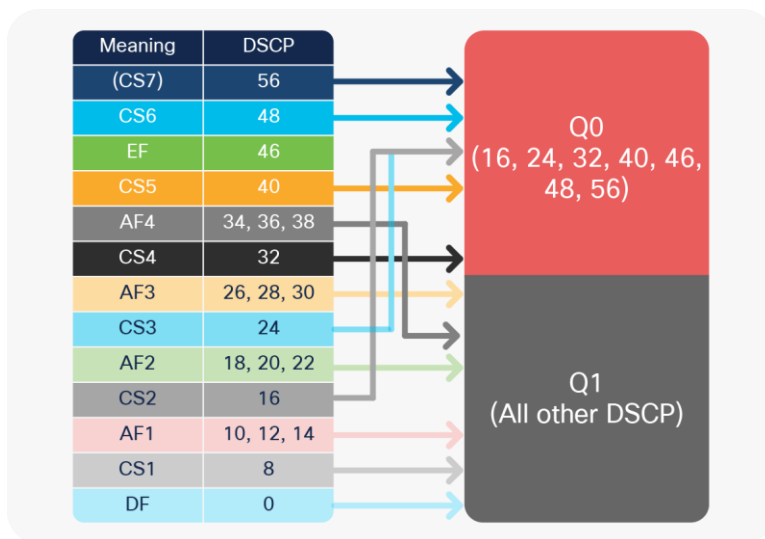 Meaning DSCP
(CS7) 56
CS6 48
EF 46
CS5 40
AF4 34, 36, 38
CS4 32
AF3 26, 28, 30
CS3 24
AF2 18, 20, 22
CS2 16
AF1 10, 12, 14
CS1 8
DF 0
Q0
(16, 24, 32, 40, 46,
48, 56)
Q1
(All other DSCP)